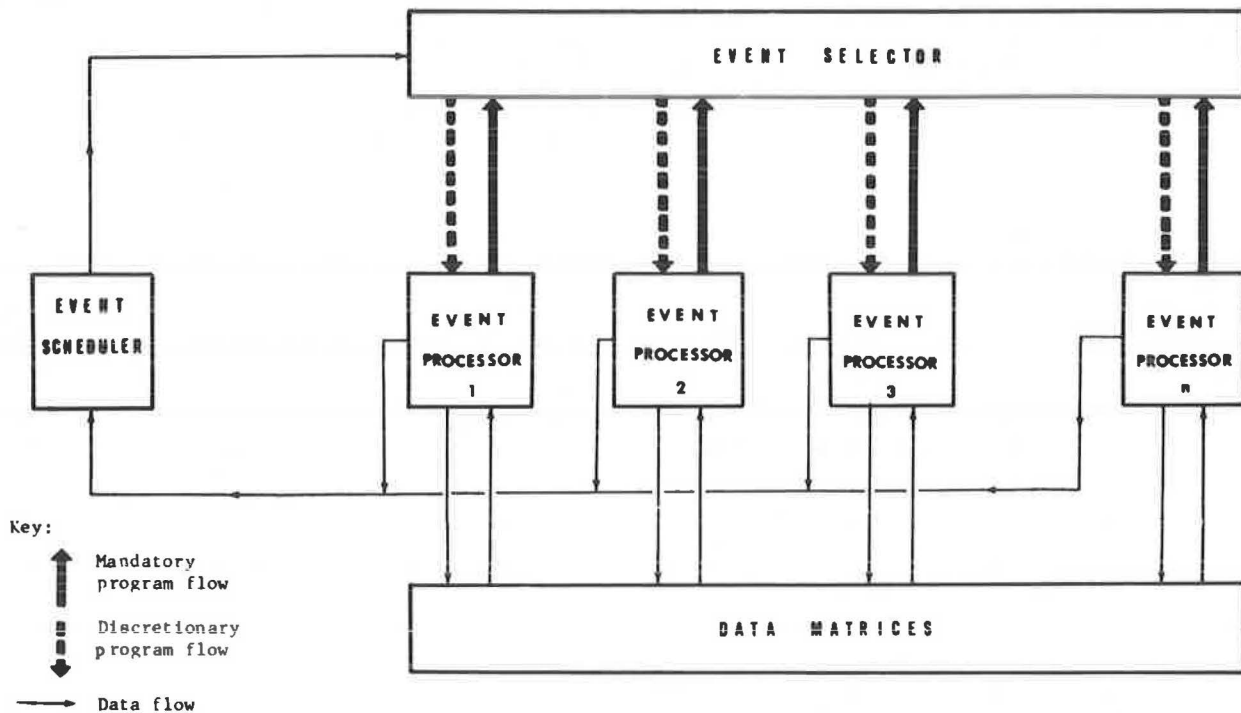 EVENT SELECTOR
EVENT
SCHEDULER
EVENT
PROCESSOR
1
EVENT
PROCESSOR
2
EVENT
PROCESSOR
3
EVENT
PROCESSOR
n
Key:
Mandatory
program flow
Discretionary
program flow
Data flow
DATA MATRICES